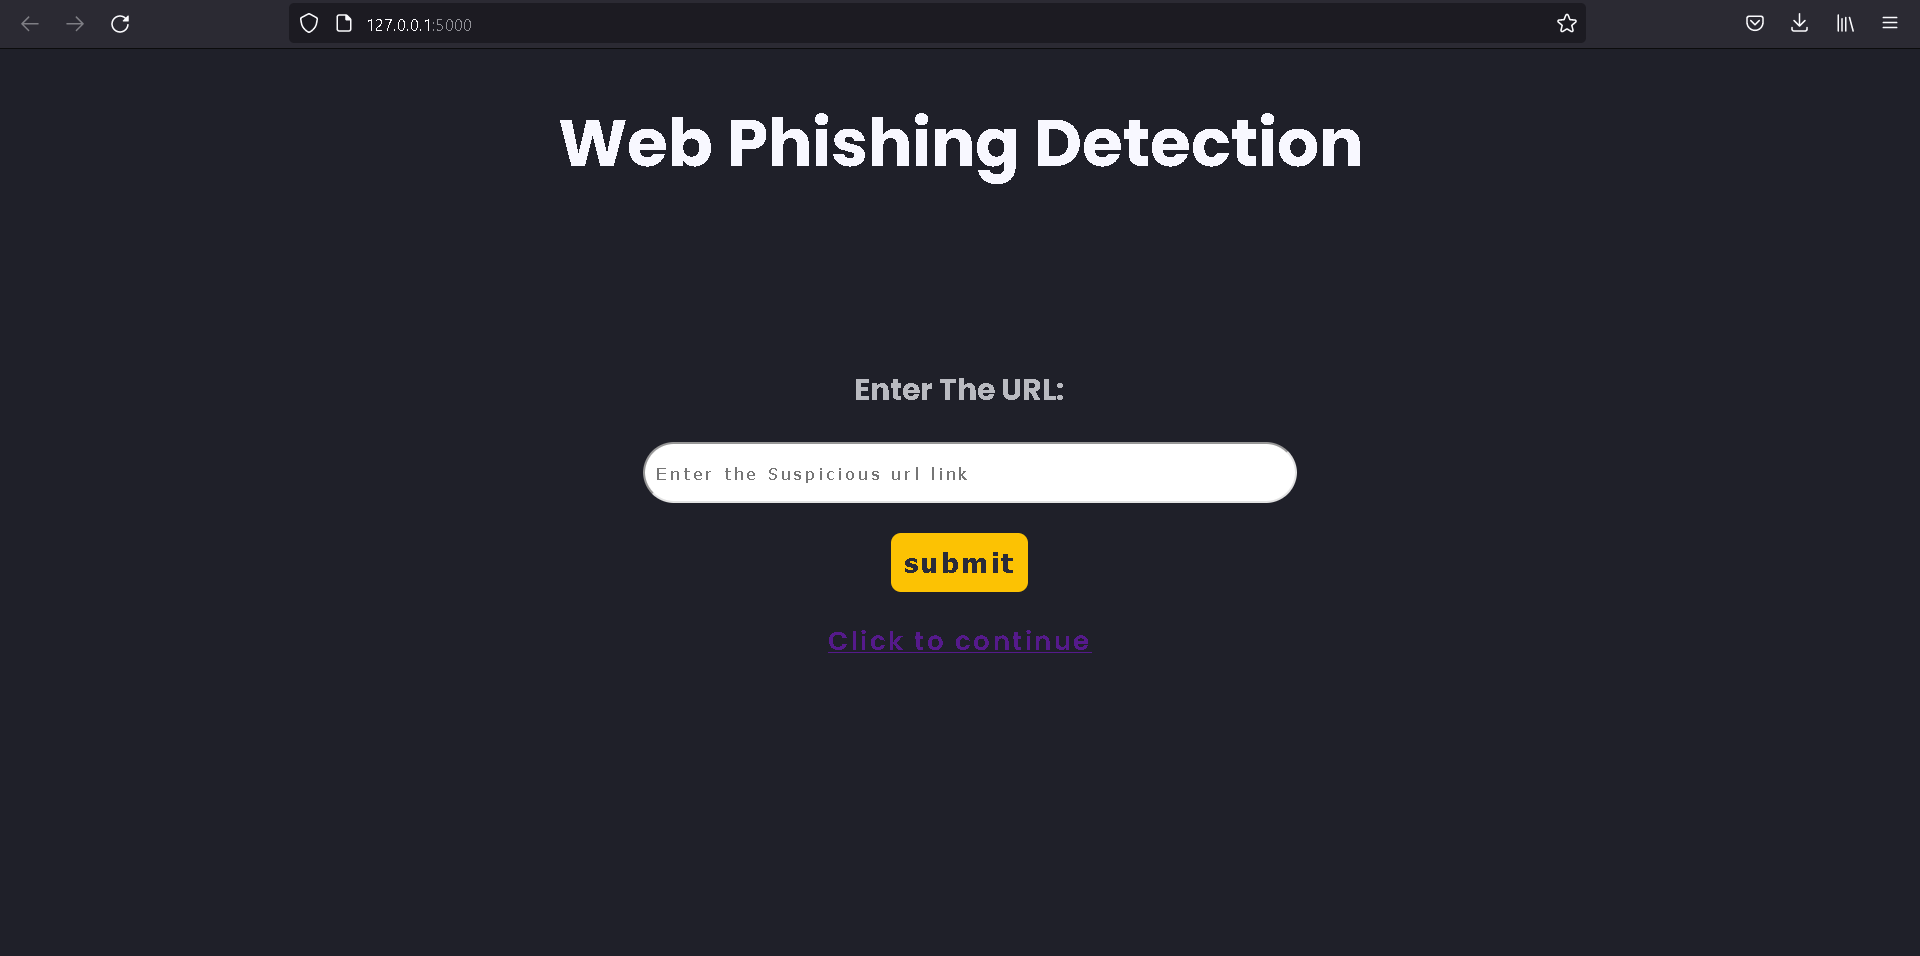 127.0.0.1:5000
Web Phishing Detection
Enter The URL:
Enter the Suspicious url link
submit
Click to continue